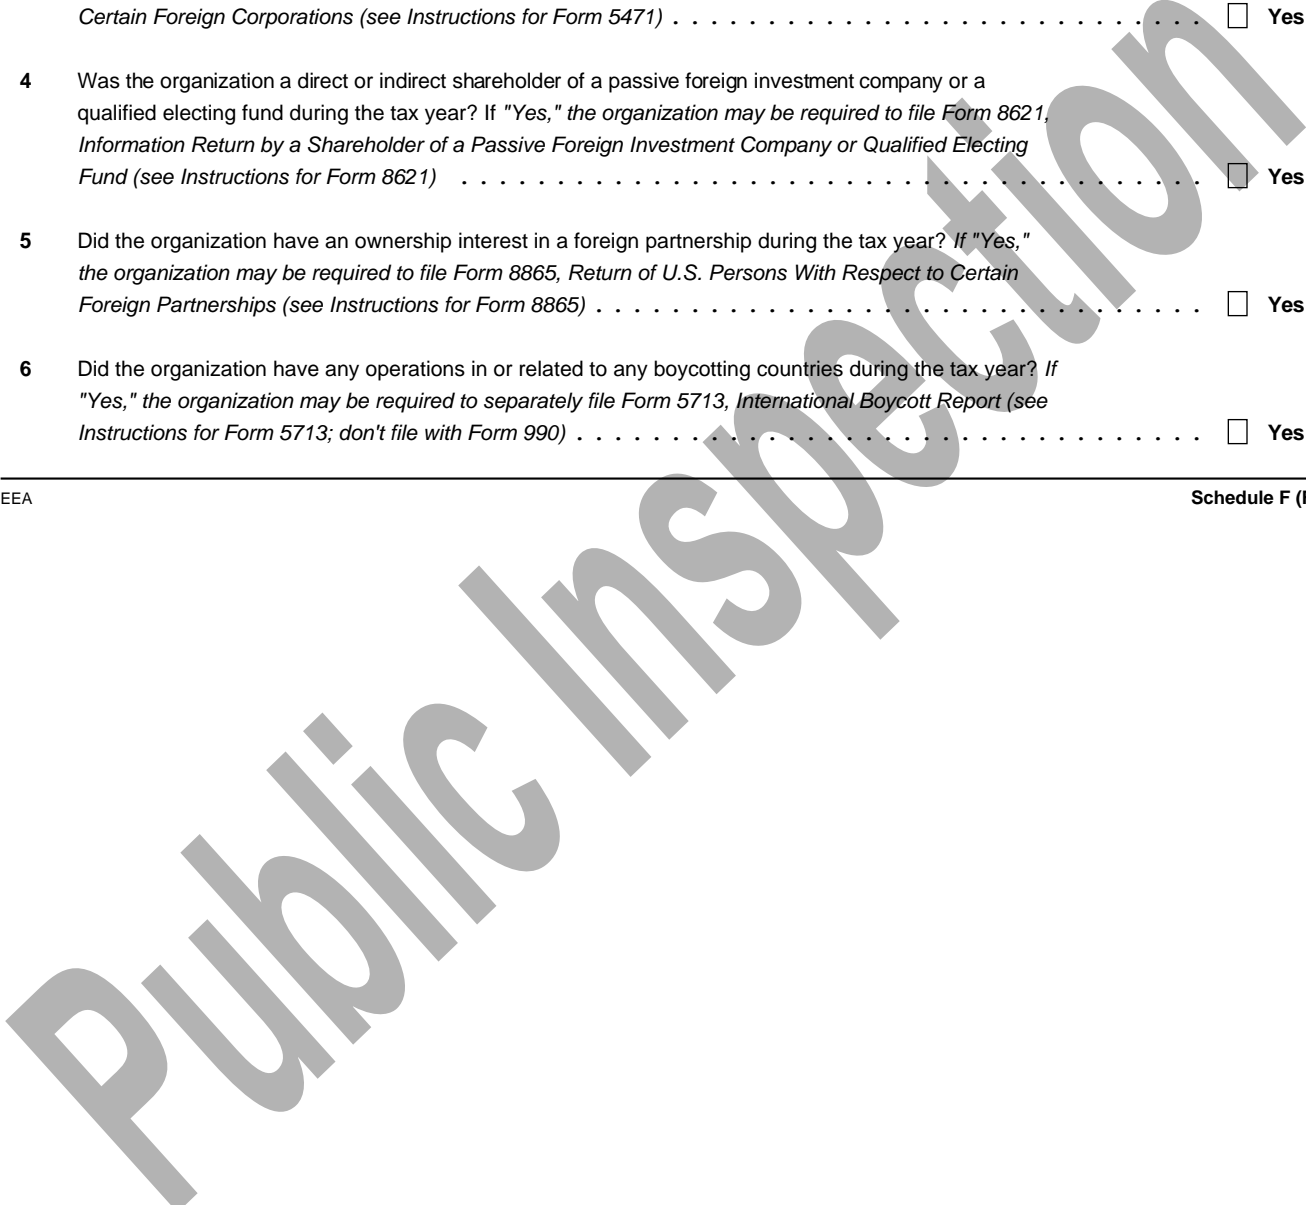 Certain Foreign Corporations (see Instructions for Form 5471) . . . . . . . . . . . . . . . . . . . . . . . . . . . . ☐ Yes
4 Was the organization a direct or indirect shareholder of a passive foreign investment company or a
qualified electing fund during the tax year? If "Yes," the organization may be required to file Form 8621,
Information Return by a Shareholder of a Passive Foreign Investment Company or Qualified Electing
Fund (see Instructions for Form 8621) . . . . . . . . . . . . . . . . . . . . . . . . . . . . . . . . . . . . . . . ☐ Yes
5 Did the organization have an ownership interest in a foreign partnership during the tax year? If "Yes,"
the organization may be required to file Form 8865, Return of U.S. Persons With Respect to Certain
Foreign Partnerships (see Instructions for Form 8865) . . . . . . . . . . . . . . . . . . . . . . . . . . . . . . . . ☐ Yes
6 Did the organization have any operations in or related to any boycotting countries during the tax year? If
"Yes," the organization may be required to separately file Form 5713, International Boycott Report (see
Instructions for Form 5713; don't file with Form 990) . . . . . . . . . . . . . . . . . . . . . . . . . . . . . . . . . ☐ Yes
EEA Schedule F (
Public Inspection